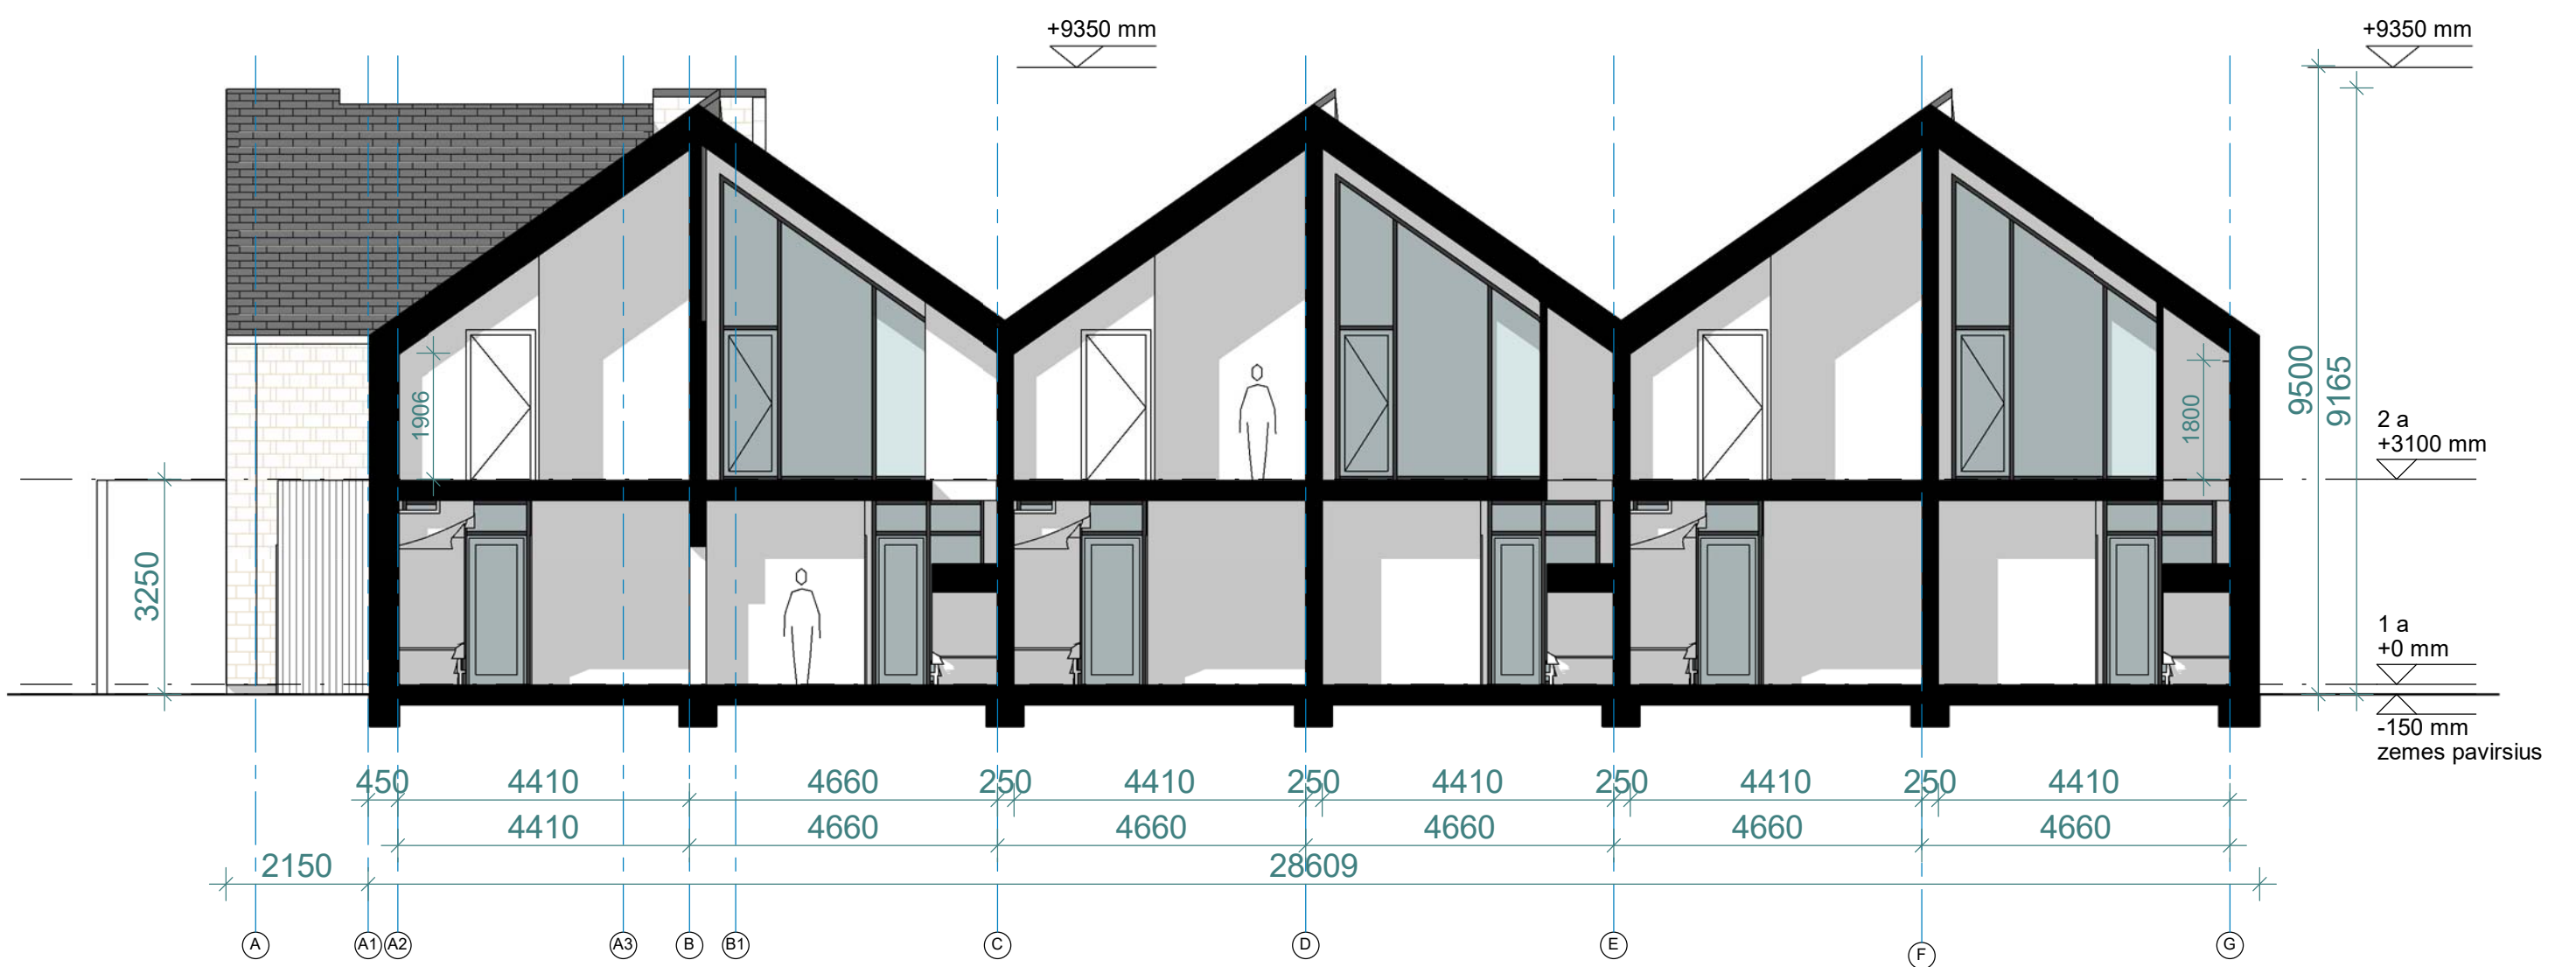 +9350 mm
+9350 mm
9500
9165
1906
1800
2 a
+3100 mm
3250
1 a
+0 mm
-150 mm
zemes pavirsius
450 4410 4660 250 4410 250 4410 250 4410 250 4410
4410 4660 4660 4660 4660 4660
2150 28609
A A1 A2 A3 B B1 C D E F G